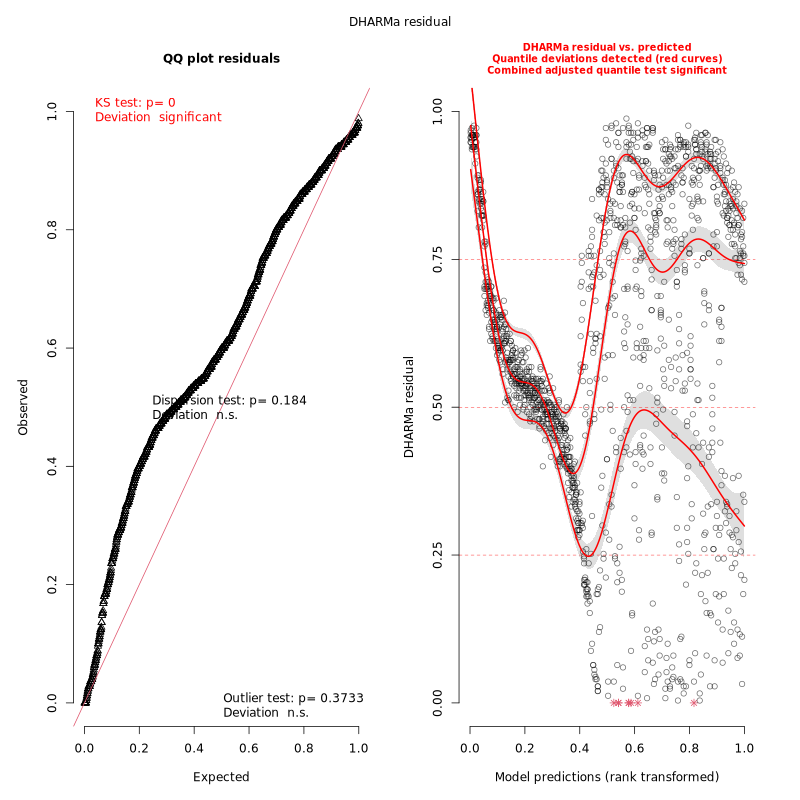 DHARMa residual
QQ plot residuals
KS test: p= 0
Deviation significant
Dispersion test: p= 0.184
Deviation n.s.
Outlier test: p= 0.3733
Deviation n.s.
Observed
0.0
0.2
0.4
0.6
0.8
1.0
0.0
0.2
0.4
0.6
0.8
1.0
Expected
DHARMa residual vs. predicted
Quantile deviations detected (red curves)
Combined adjusted quantile test significant
DHARMa residual
0.00
0.25
0.50
0.75
1.00
0.0
0.2
0.4
0.6
0.8
1.0
Model predictions (rank transformed)